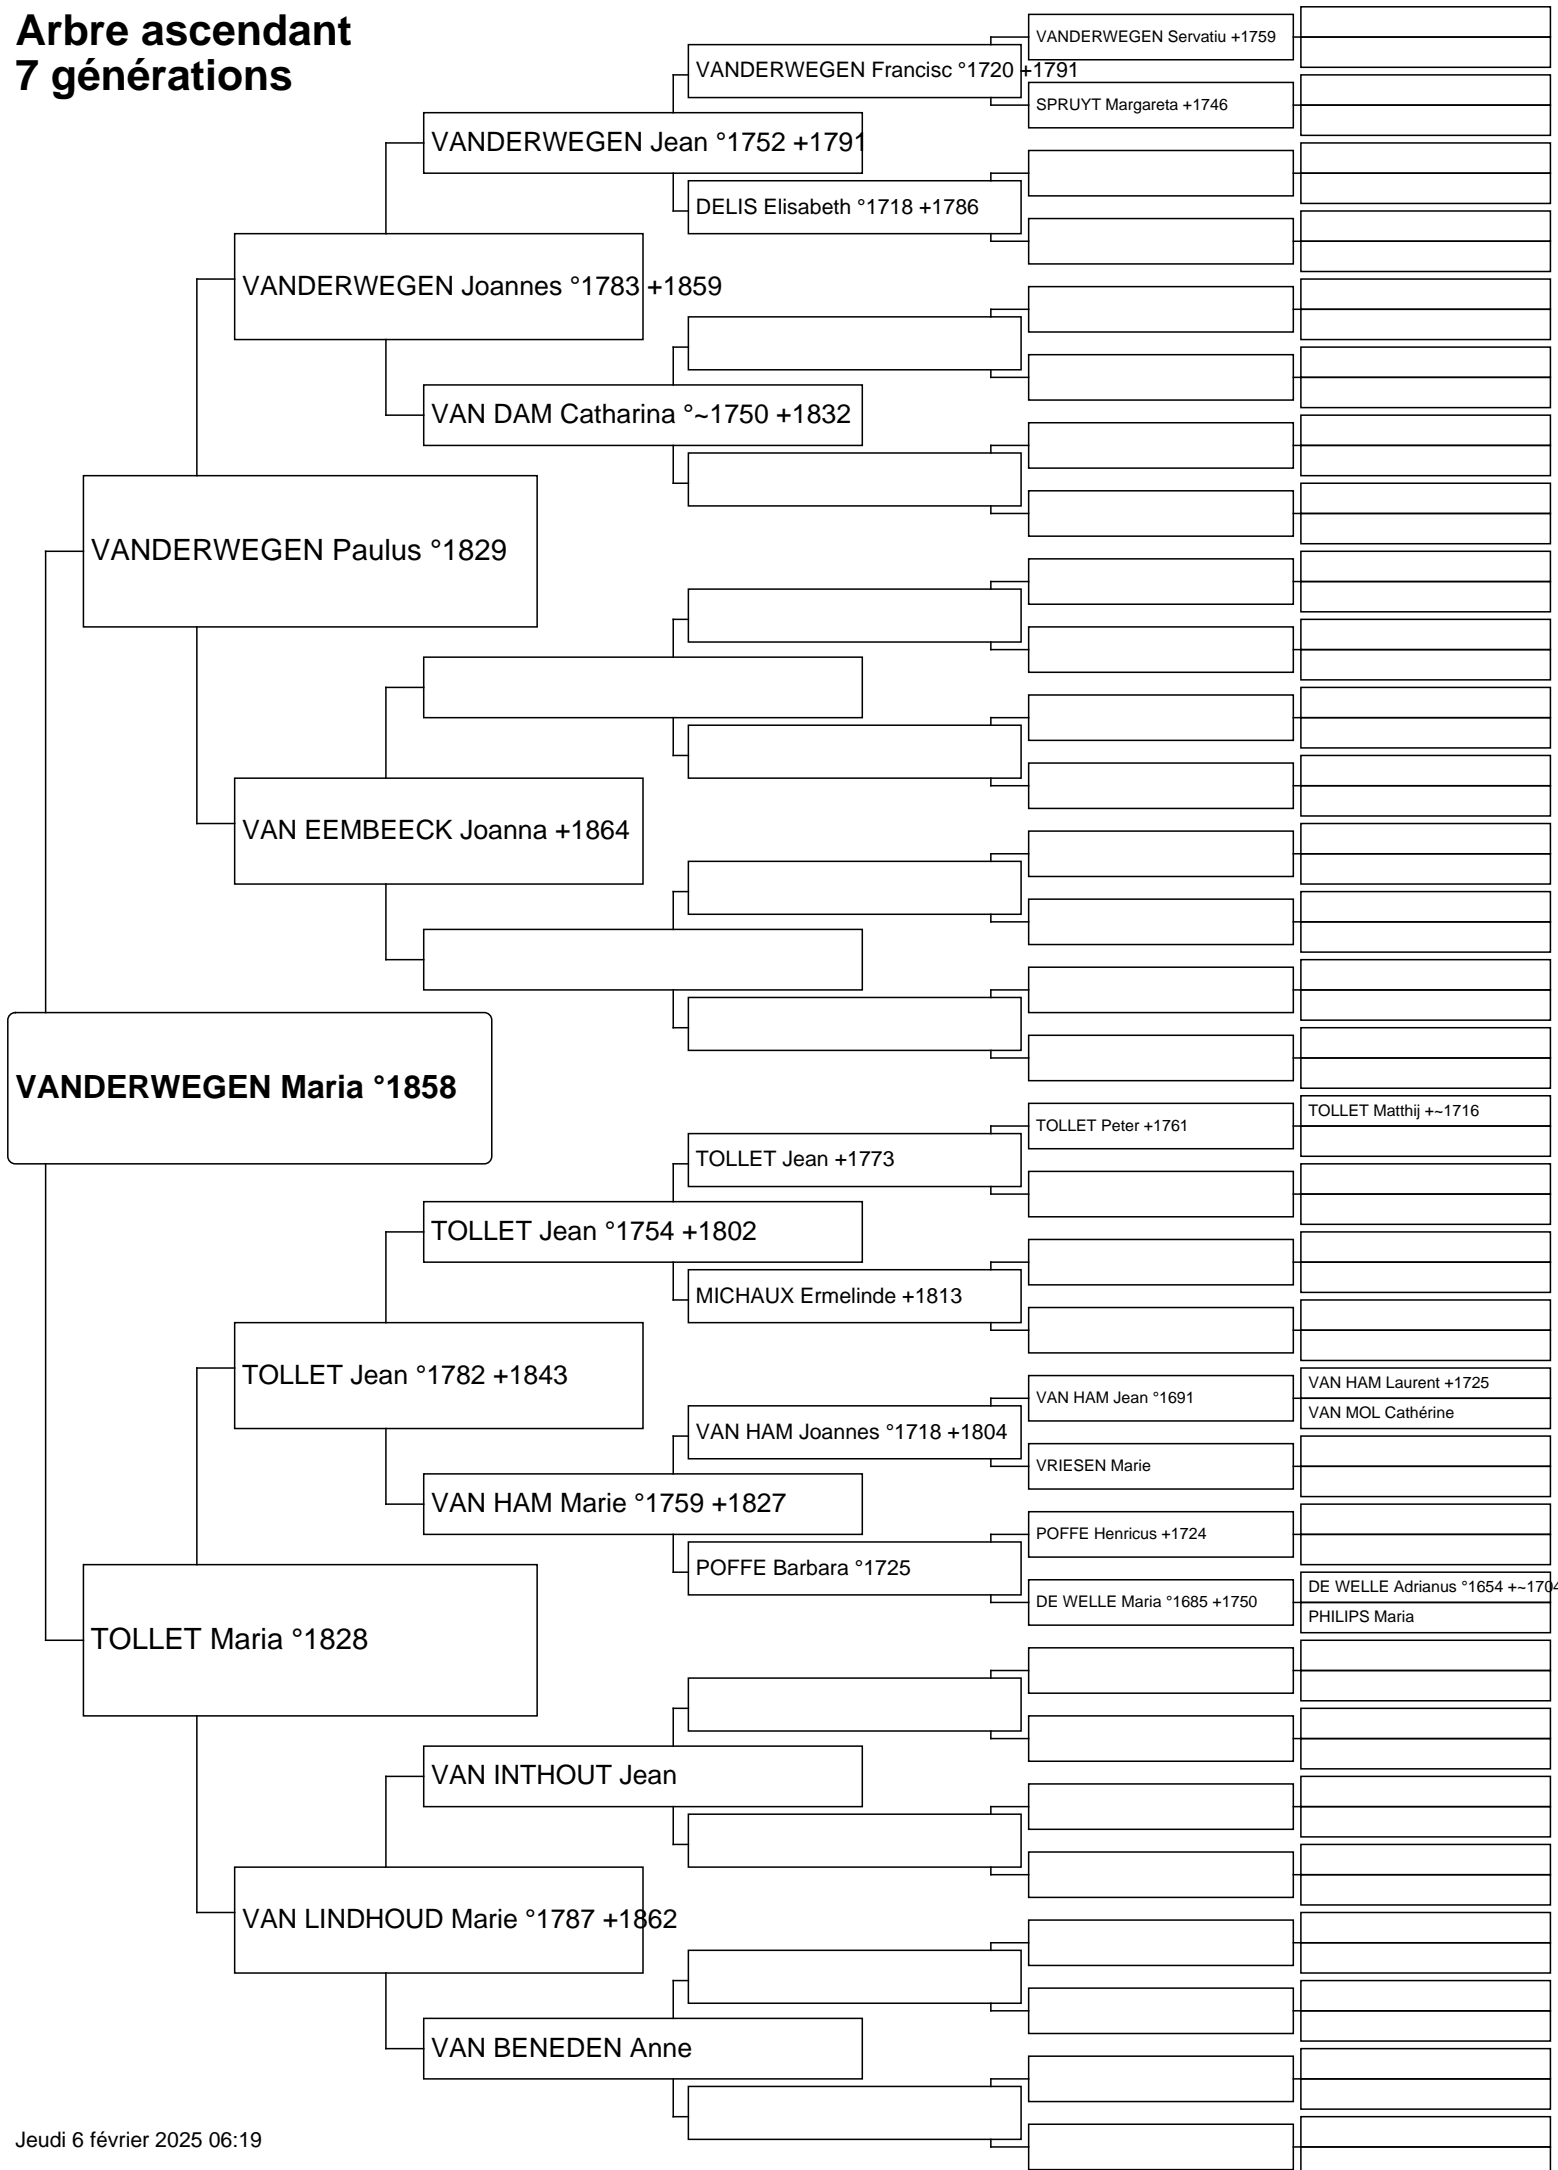 Arbre ascendant
7 générations
VANDERWEGEN Servatiu +1759
VANDERWEGEN Francisc °1720 +1791
SPRUYT Margareta +1746
VANDERWEGEN Jean °1752 +1791
DELIS Elisabeth °1718 +1786
VANDERWEGEN Joannes °1783 +1859
VAN DAM Catharina °~1750 +1832
VANDERWEGEN Paulus °1829
VAN EEMBEECK Joanna +1864
VANDERWEGEN Maria °1858
TOLLET Matthij +~1716
TOLLET Peter +1761
TOLLET Jean +1773
TOLLET Jean °1754 +1802
MICHAUX Ermelinde +1813
TOLLET Jean °1782 +1843
VAN HAM Laurent +1725
VAN HAM Jean °1691
VAN MOL Cathérine
VAN HAM Joannes °1718 +1804
VRIESEN Marie
VAN HAM Marie °1759 +1827
POFFE Henricus +1724
POFFE Barbara °1725
DE WELLE Adrianus °1654 +~1704
DE WELLE Maria °1685 +1750
PHILIPS Maria
TOLLET Maria °1828
VAN INTHOUT Jean
VAN LINDHOUD Marie °1787 +1862
VAN BENEDEN Anne
Jeudi 6 février 2025 06:19